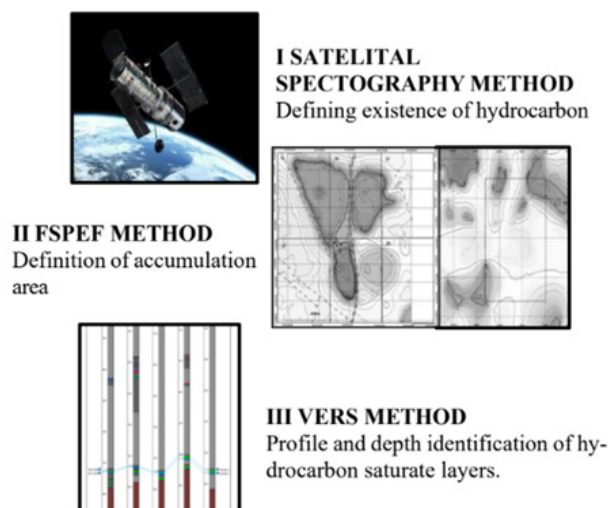 I SATELITAL
SPECTOGRAPHY METHOD
Defining existence of hydrocarbon
II FSPEF METHOD
Definition of accumulation
area
III VERS METHOD
Profile and depth identification of hy-
drocarbon saturate layers.